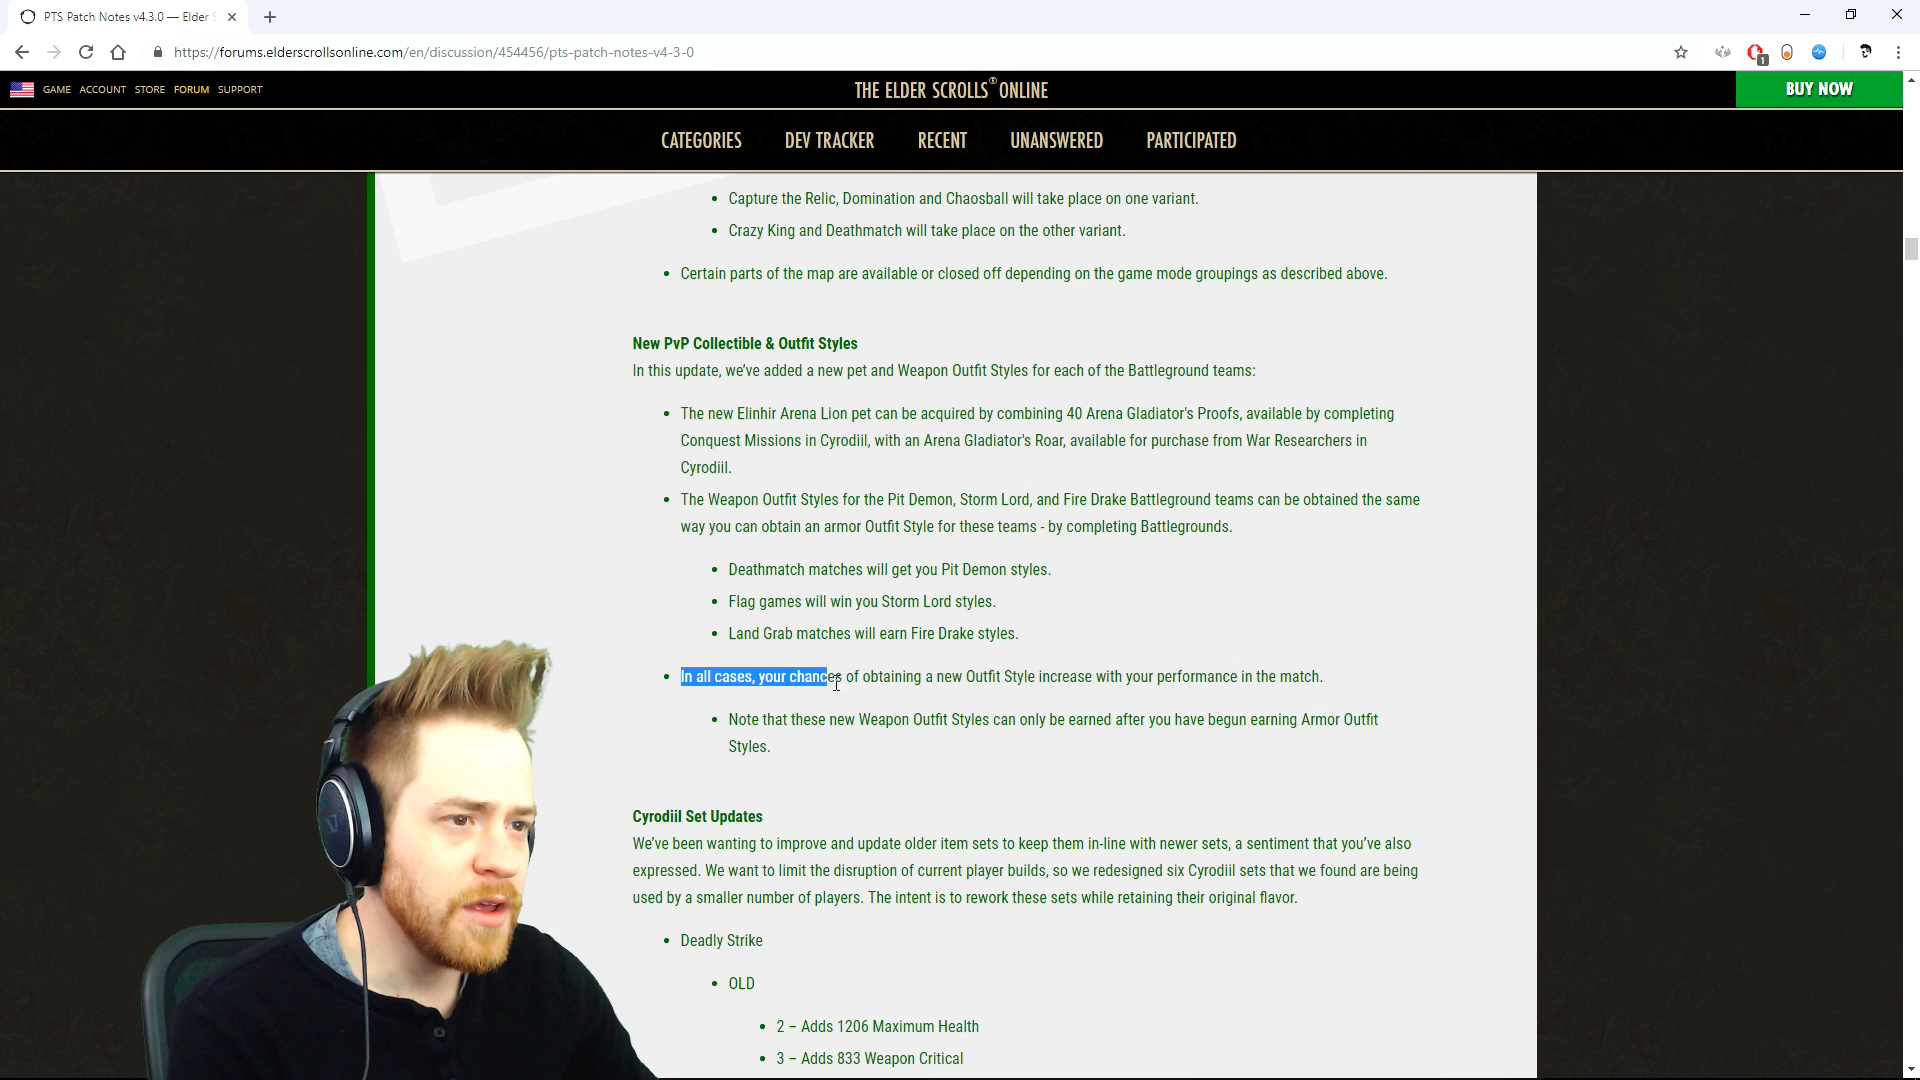 PTS Patch Notes v4.3.0 — Elder S
https://forums.elderscrollsonline.com/en/discussion/454456/pts-patch-notes-v4-3-0
1
GAME ACCOUNT STORE FORUM SUPPORT
THE ELDER SCROLLS ONLINE
BUY NOW
CATEGORIES DEV TRACKER RECENT UNANSWERED PARTICIPATED
• Capture the Relic, Domination and Chaosball will take place on one variant.
• Crazy King and Deathmatch will take place on the other variant.
• Certain parts of the map are available or closed off depending on the game mode groupings as described above.
New PvP Collectible & Outfit Styles
In this update, we've added a new pet and Weapon Outfit Styles for each of the Battleground teams:
• The new Elinhir Arena Lion pet can be acquired by combining 40 Arena Gladiator's Proofs, available by completing
Conquest Missions in Cyrodiil, with an Arena Gladiator's Roar, available for purchase from War Researchers in
Cyrodiil.
• The Weapon Outfit Styles for the Pit Demon, Storm Lord, and Fire Drake Battleground teams can be obtained the same
way you can obtain an armor Outfit Style for these teams - by completing Battlegrounds.
• Deathmatch matches will get you Pit Demon styles.
• Flag games will win you Storm Lord styles.
• Land Grab matches will earn Fire Drake styles.
• In all cases, your chances of obtaining a new Outfit Style increase with your performance in the match.
• Note that these new Weapon Outfit Styles can only be earned after you have begun earning Armor Outfit
Styles.
Cyrodiil Set Updates
We've been wanting to improve and update older item sets to keep them in-line with newer sets, a sentiment that you've also
expressed. We want to limit the disruption of current player builds, so we redesigned six Cyrodiil sets that we found are being
used by a smaller number of players. The intent is to rework these sets while retaining their original flavor.
• Deadly Strike
• OLD
• 2 – Adds 1206 Maximum Health
• 3 – Adds 833 Weapon Critical